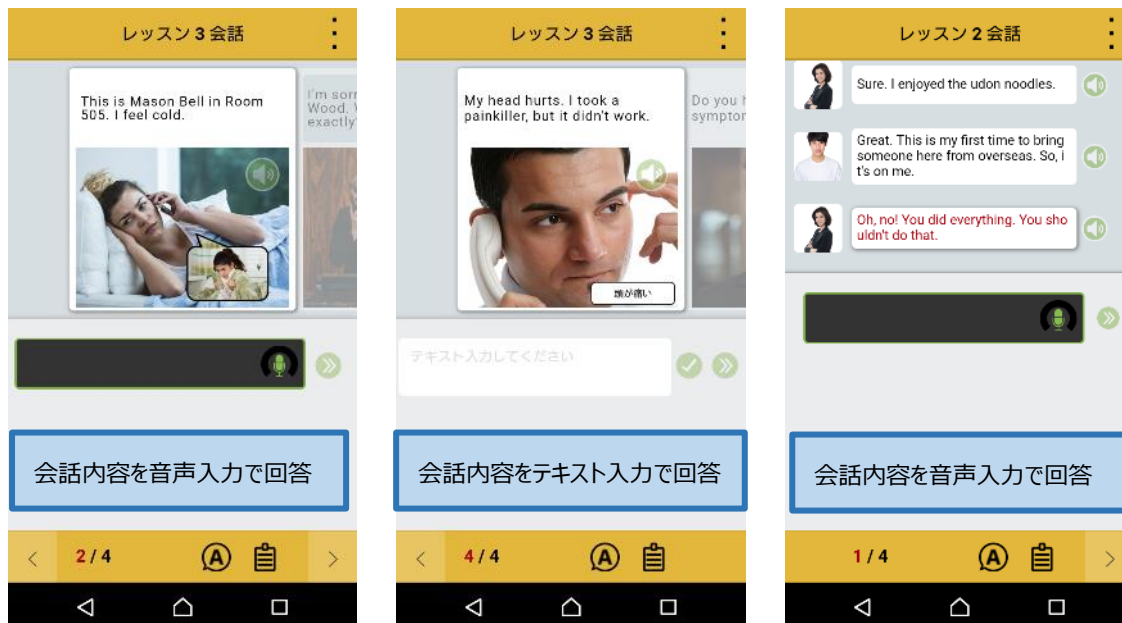 レッスン 3 会話
This is Mason Bell in Room
505. I feel cold.
I'm sorr
Wood. 
exactly
会話内容を音声入力で回答
2 / 4
A
レッスン 3 会話
My head hurts. I took a
painkiller, but it didn't work.
Do you h
sympton
頭が痛い
テキスト入力してください
会話内容をテキスト入力で回答
4 / 4
A
レッスン 2 会話
Sure. I enjoyed the udon noodles.
Great. This is my first time to bring
someone here from overseas. So, i
t's on me.
Oh, no! You did everything. You sho
uldn't do that.
会話内容を音声入力で回答
1 / 4
A